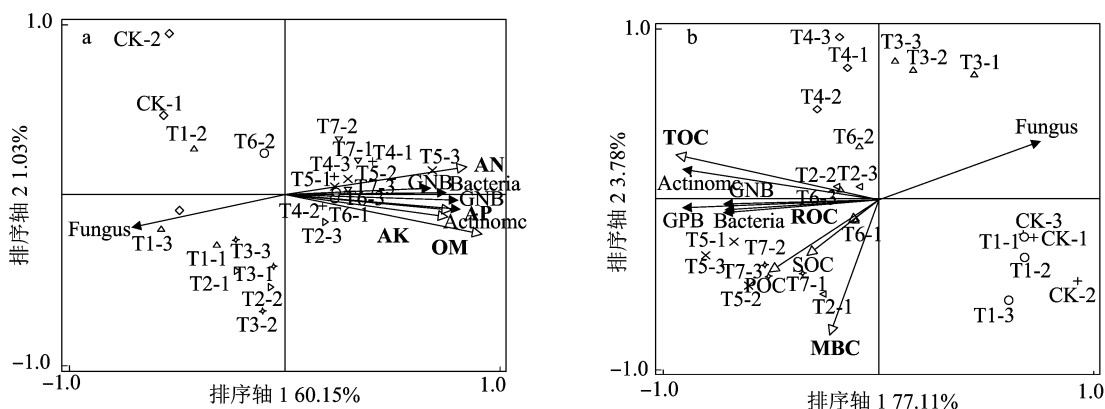 1.0
a
CK-2
CK-1
T1-2
T6-2
T7-2
T7-1
T4-1
T4-3
T5-2
T5-3
AN
T5-1
T7-3
T6-3
GNB
Bacteria
GNB
AP
Actinomc
T4-2
T6-1
T2-3
AK
OM
Fungus
T1-3
T1-1
T3-3
T3-1
T2-1
T2-2
T3-2
-1.0
-1.0
1.0
排序轴 1 60.15%
排序轴 2 1.03%
1.0
b
T4-3
T4-1
T3-3
T3-2
T3-1
T4-2
Fungus
T6-2
TOC
Actinomc
GNB
T2-2
T2-3
T6-3
GPB
Bacteria
ROC
T6-1
CK-3
T5-1
T7-2
T1-1
CK-1
T5-3
T7-3
SOC
T1-2
POC
T7-1
T5-2
T2-1
CK-2
T1-3
MBC
-1.0
-1.0
1.0
排序轴 1 77.11%
排序轴 2 3.78%